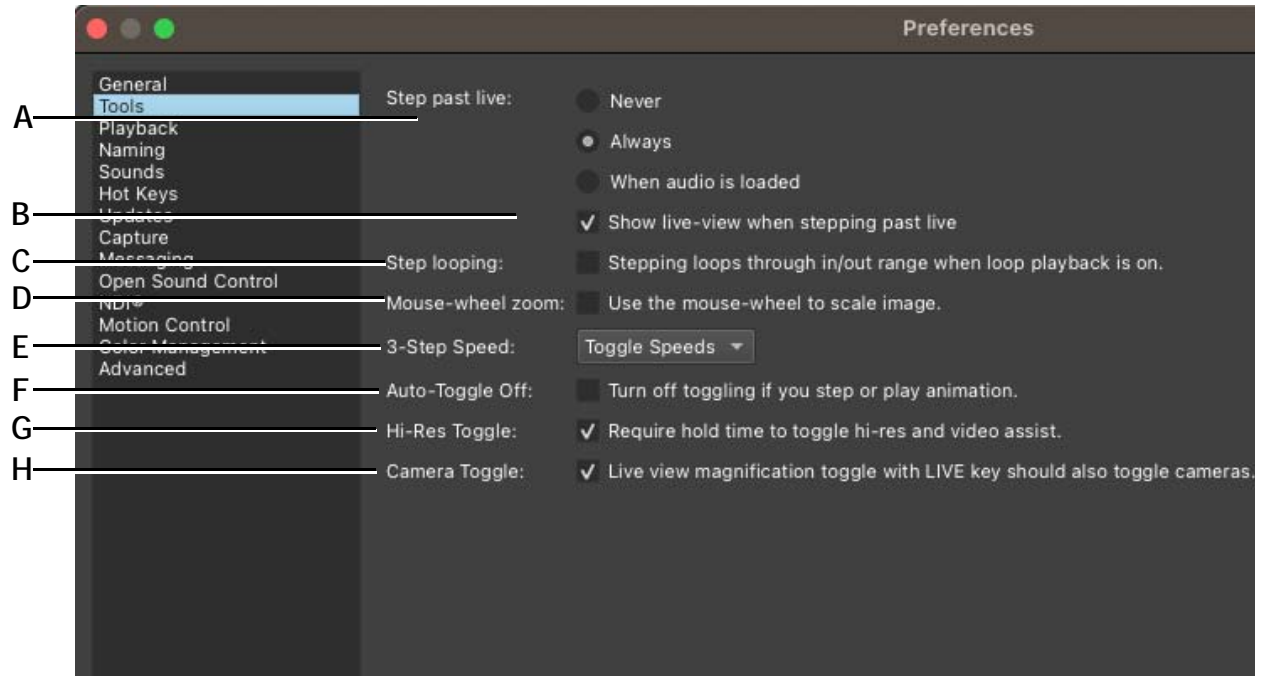 Preferences
General
Tools
Playback
Naming
Sounds
Hot Keys
Updates
Capture
Messaging
Open Sound Control
NDI®
Motion Control
Color Management
Advanced
A
B
C
D
E
F
G
H
Step past live:
Never
Always
When audio is loaded
Show live-view when stepping past live
Step looping: Stepping loops through in/out range when loop playback is on.
Mouse-wheel zoom: Use the mouse-wheel to scale image.
3-Step Speed: Toggle Speeds
Auto-Toggle Off: Turn off toggling if you step or play animation.
Hi-Res Toggle: Require hold time to toggle hi-res and video assist.
Camera Toggle: Live view magnification toggle with LIVE key should also toggle cameras.